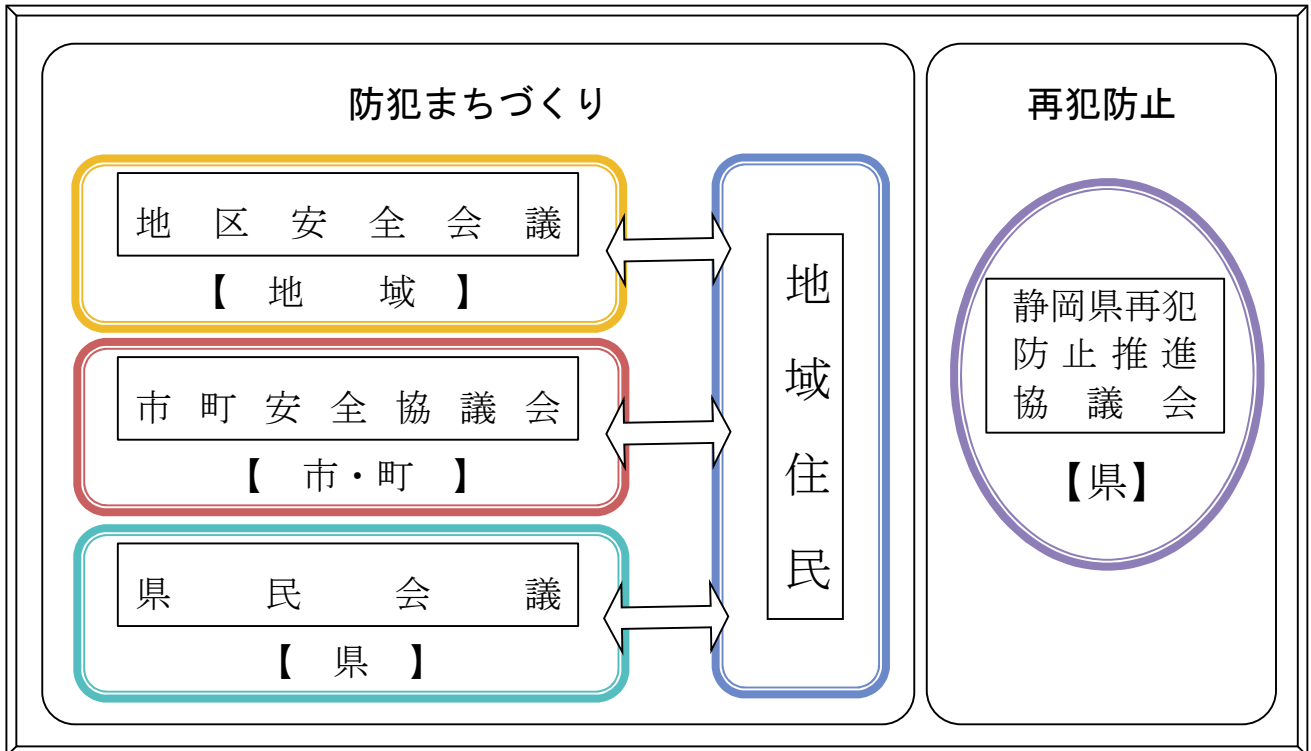 防犯まちづくり
地区安全会議
【 地 域 】
市町安全協議会
【 市・町 】
県民会議
【 県 】
地域住民
再犯防止
静岡県再犯
防止推進
協議会
【県】